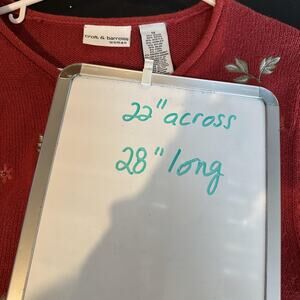 croft & barrow
woman
22" across
28" long